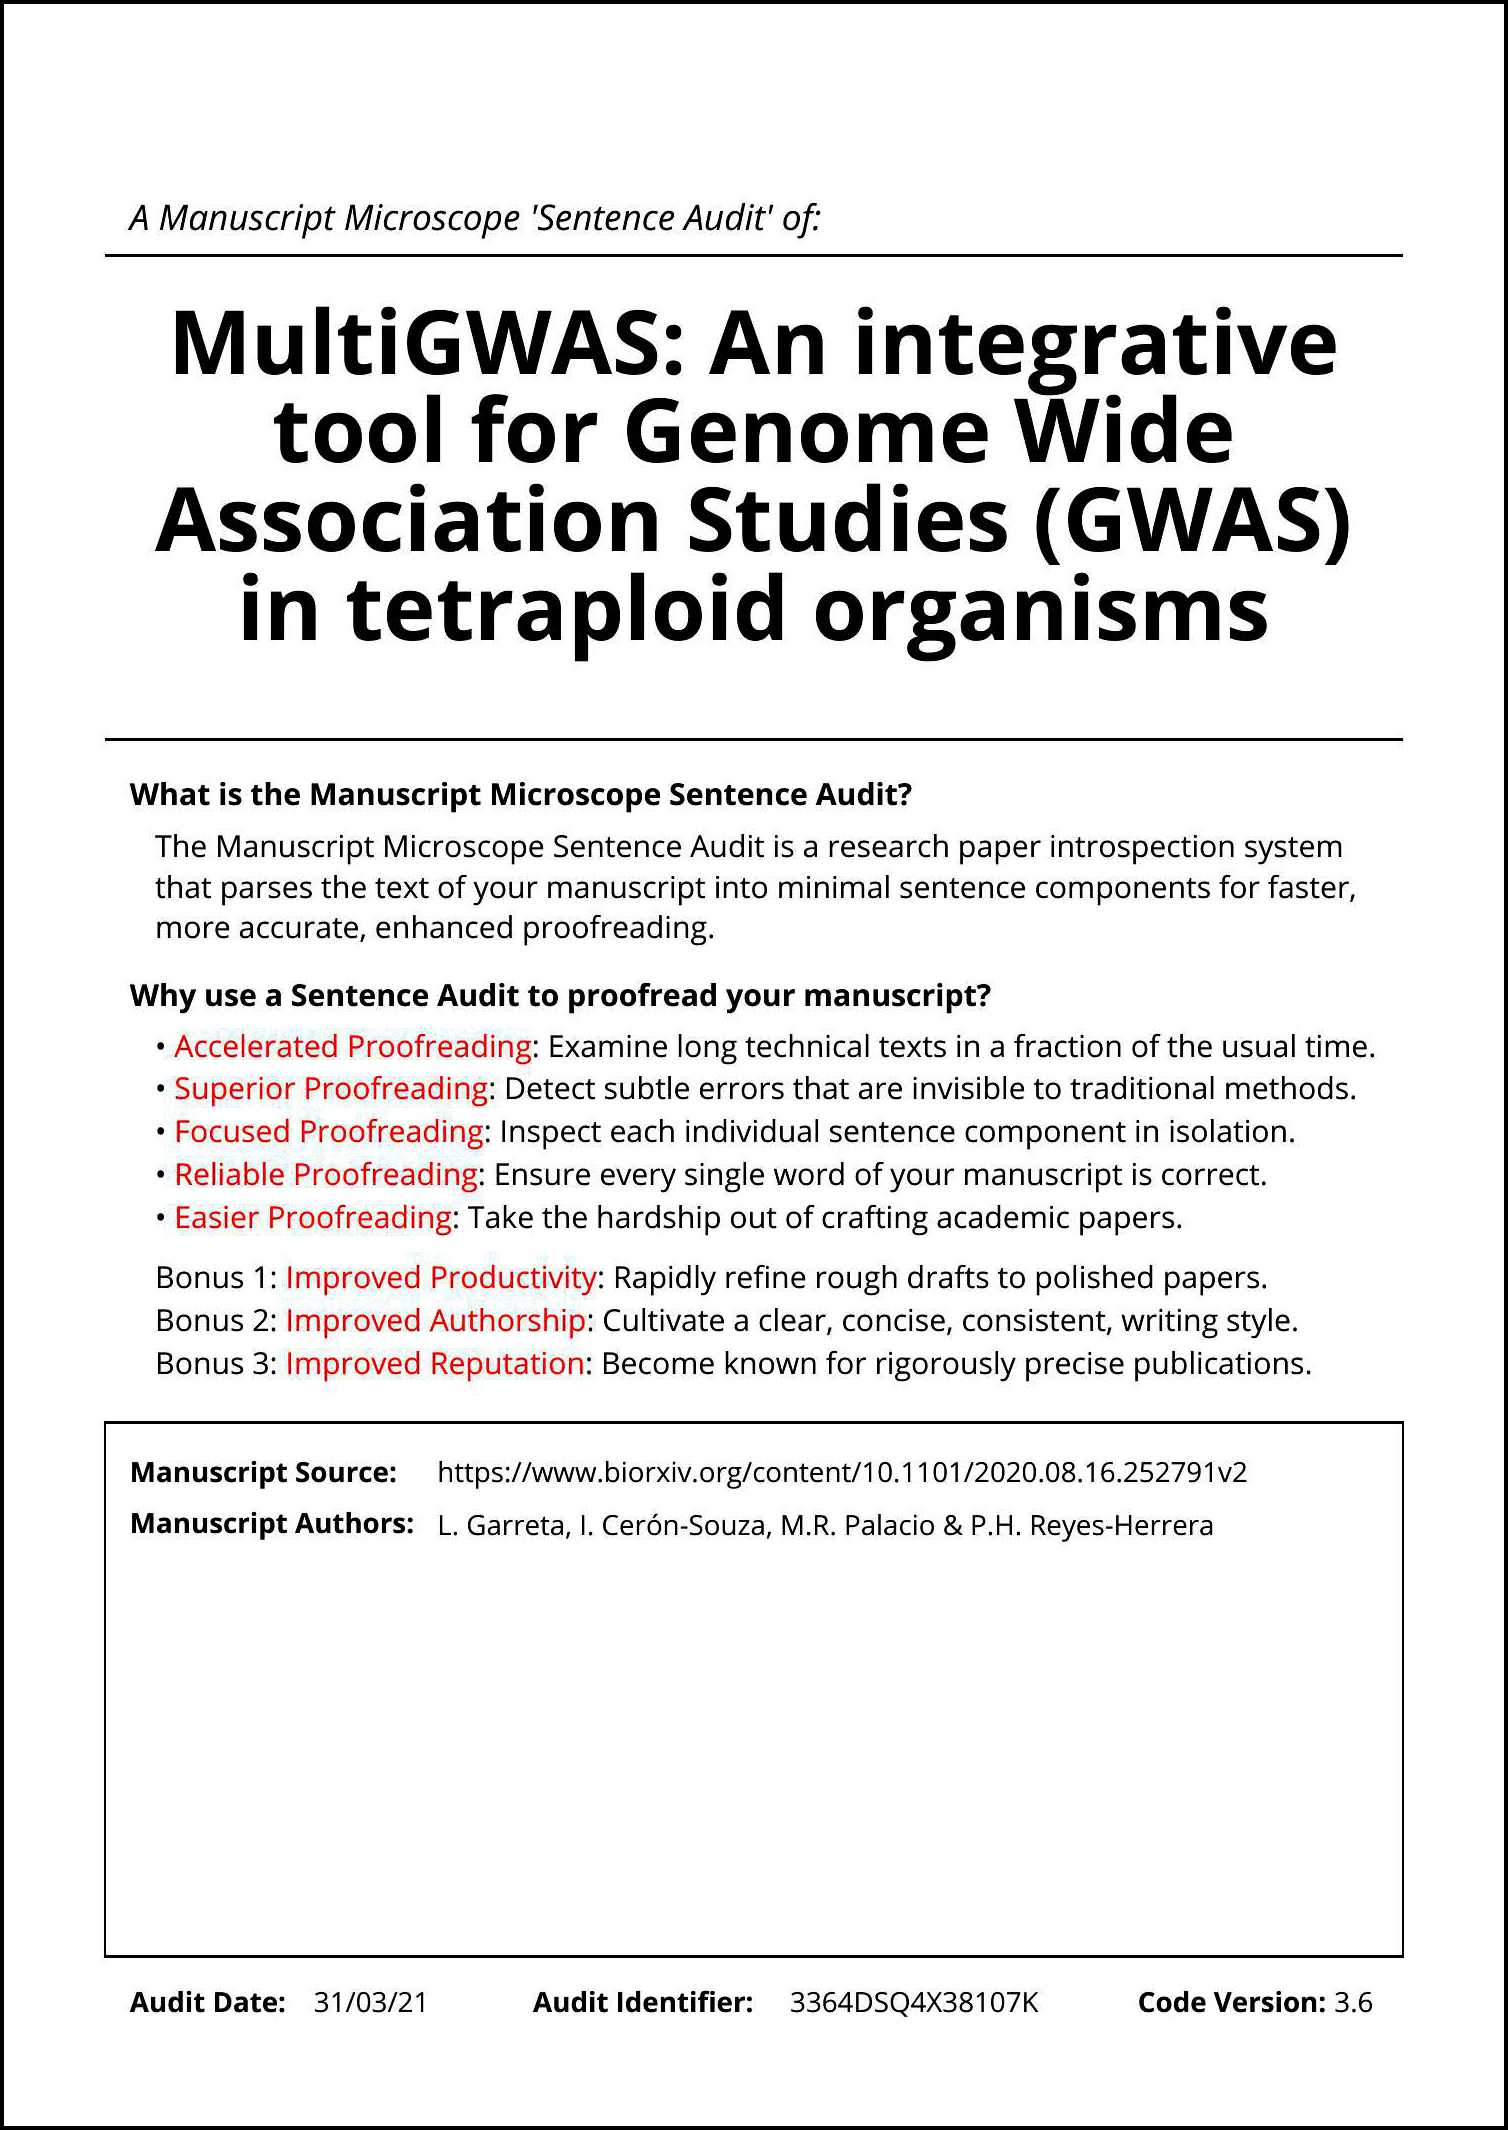 A Manuscript Microscope 'Sentence Audit' of:
MultiGWAS: An integrative
tool for Genome Wide
Association Studies (GWAS)
in tetraploid organisms
What is the Manuscript Microscope Sentence Audit?
The Manuscript Microscope Sentence Audit is a research paper introspection system
that parses the text of your manuscript into minimal sentence components for faster,
more accurate, enhanced proofreading.
Why use a Sentence Audit to proofread your manuscript?
• Accelerated Proofreading: Examine long technical texts in a fraction of the usual time.
• Superior Proofreading: Detect subtle errors that are invisible to traditional methods.
• Focused Proofreading: Inspect each individual sentence component in isolation.
• Reliable Proofreading: Ensure every single word of your manuscript is correct.
• Easier Proofreading: Take the hardship out of crafting academic papers.
Bonus 1: Improved Productivity: Rapidly refine rough drafts to polished papers.
Bonus 2: Improved Authorship: Cultivate a clear, concise, consistent, writing style.
Bonus 3: Improved Reputation: Become known for rigorously precise publications.
Manuscript Source: https://www.biorxiv.org/content/10.1101/2020.08.16.252791v2
Manuscript Authors: L. Garreta, I. Cerón-Souza, M.R. Palacio & P.H. Reyes-Herrera
Audit Date: 31/03/21 Audit Identifier: 3364DSQ4X38107K Code Version: 3.6